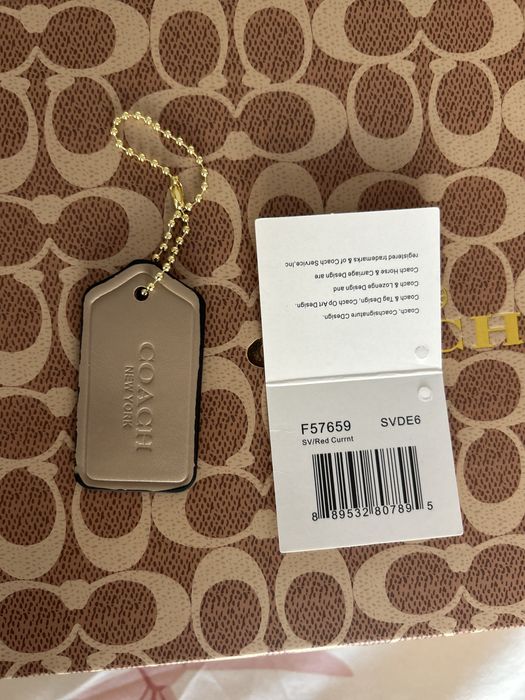 COACH
NEW YORK
Coach, Coachsignature CDesign.
Coach & Tag Design, Coach Op Art Design.
Coach & Lozenge Design and
Coach Horse & Carriage Design are
registered trademarks & of Coach Service,Inc
F57659 SVDE6
SV/Red Currnt
8 89532 80789 5
CH